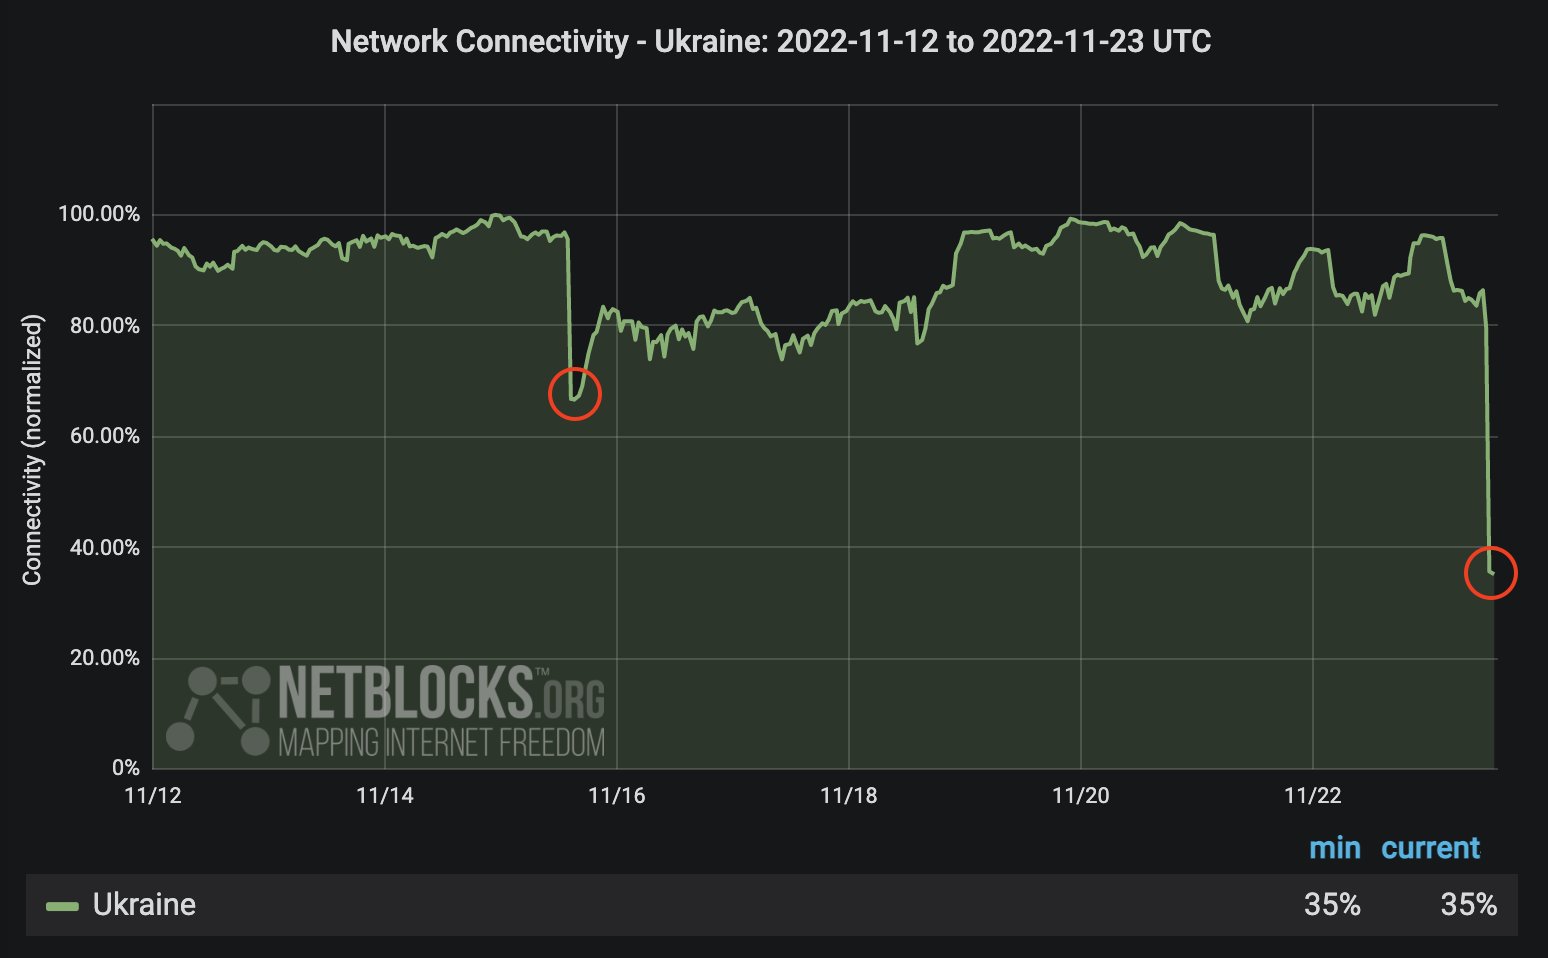 Network Connectivity - Ukraine: 2022-11-12 to 2022-11-23 UTC
Connectivity (normalized)
100.00%
80.00%
60.00%
40.00%
20.00%
0%
NETBLOCKS.ORG™
MAPPING INTERNET FREEDOM
11/12 11/14 11/16 11/18 11/20 11/22
min current
Ukraine 35% 35%